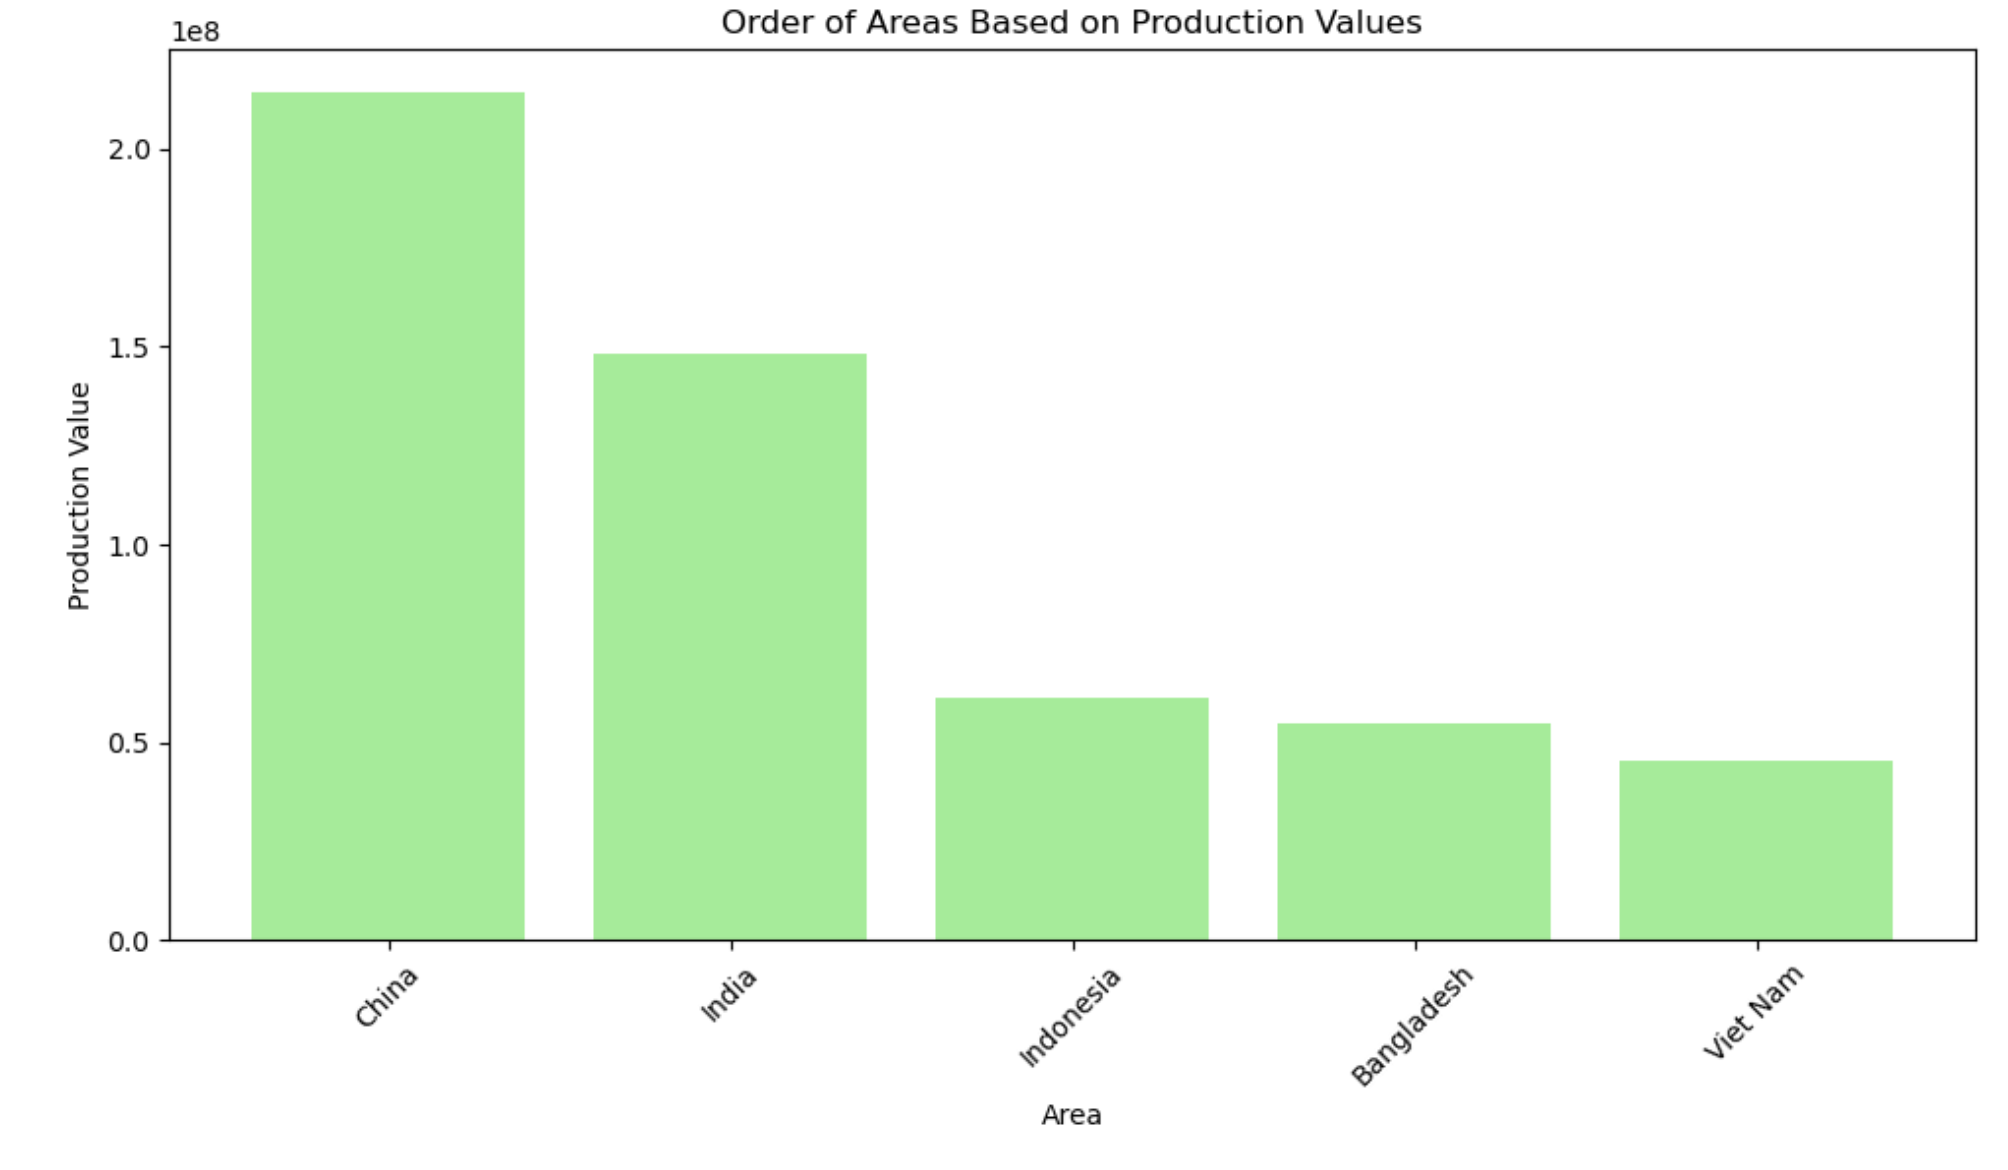 Order of Areas Based on Production Values
1e8
2.0
1.5
1.0
0.5
0.0
Production Value
China
India
Indonesia
Bangladesh
Viet Nam
Area